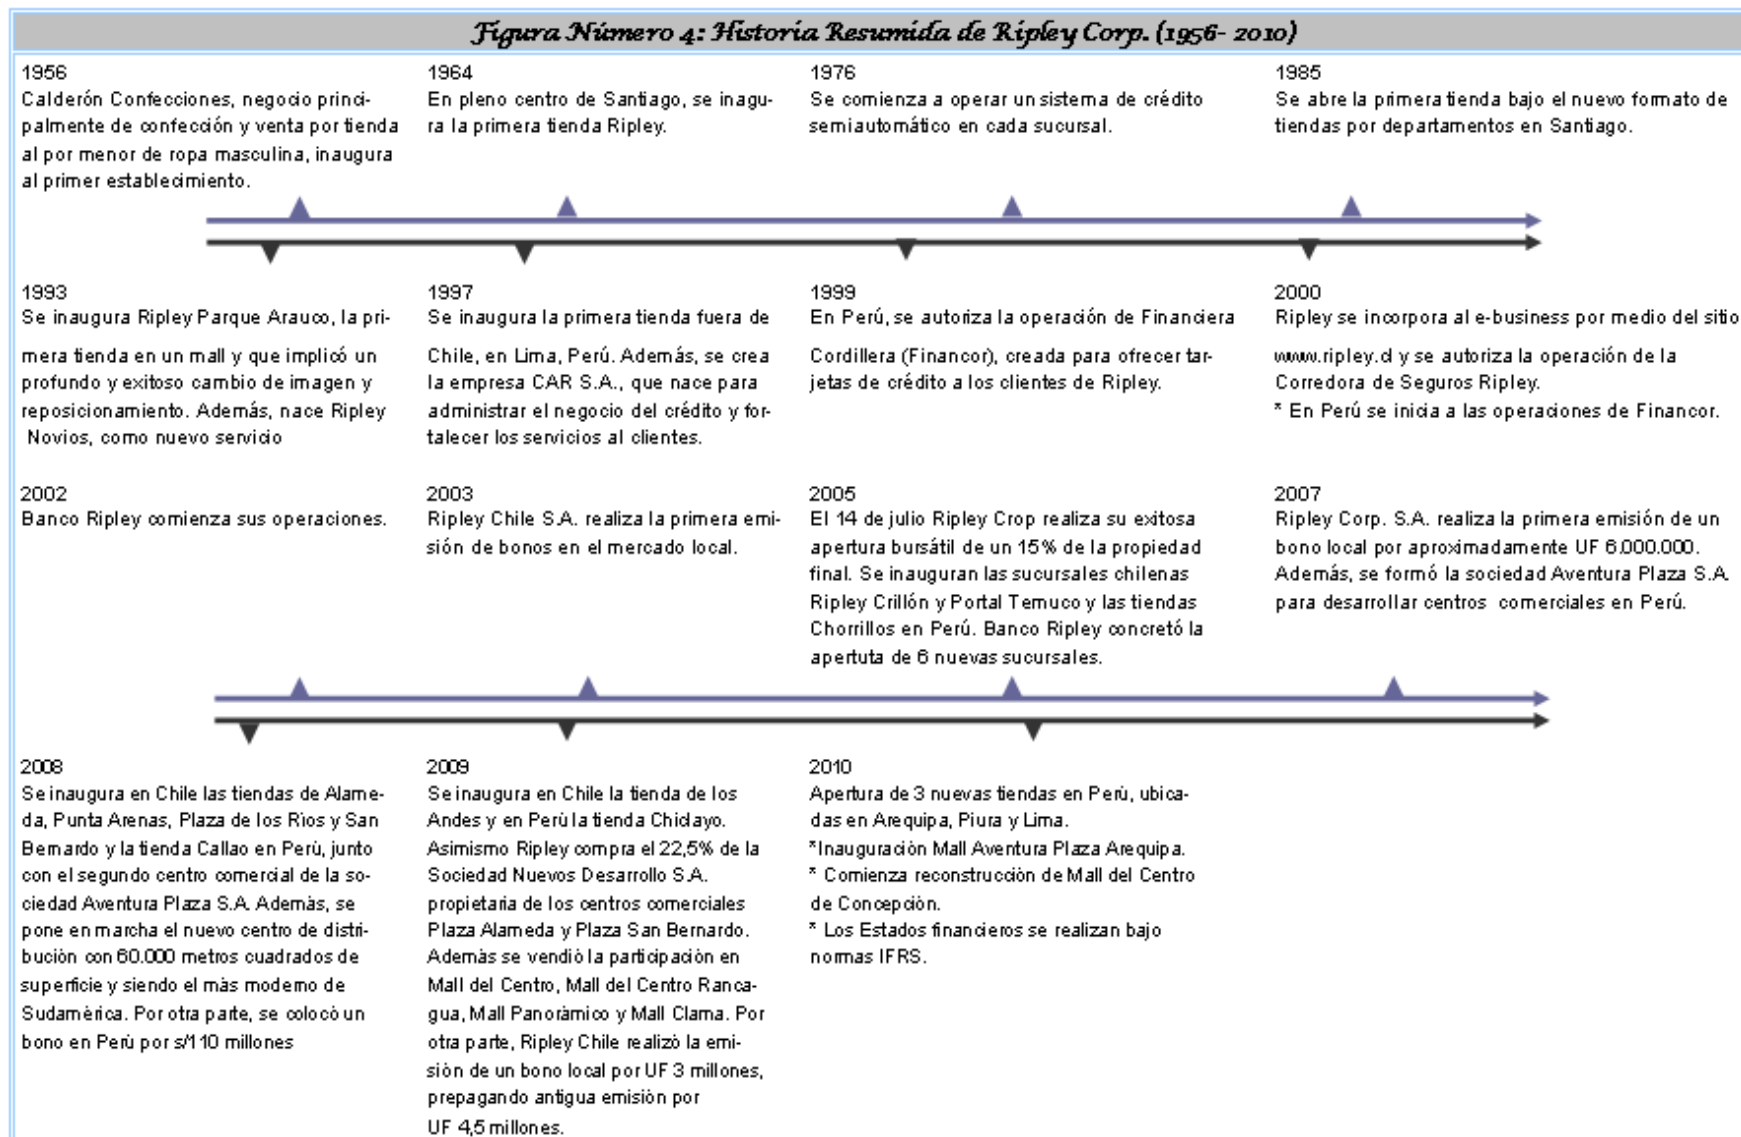 Figura Número 4: Historia Resumida de Ripley Corp. (1956- 2010)
1956
Calderón Confecciones, negocio princi-
palmente de confección y venta por tienda
al por menor de ropa masculina, inaugura
al primer establecimiento.
1964
En pleno centro de Santiago, se inagu-
ra la primera tienda Ripley.
1976
Se comienza a operar un sistema de crédito
semiautomático en cada sucursal.
1985
Se abre la primera tienda bajo el nuevo formato de
tiendas por departamentos en Santiago.
1993
Se inaugura Ripley Parque Arauco, la pri-
mera tienda en un mall y que implicó un
profundo y exitoso cambio de imagen y
reposicionamiento. Además, nace Ripley
Novios, como nuevo servicio
1997
Se inaugura la primera tienda fuera de
Chile, en Lima, Perú. Además, se crea
la empresa CAR S.A., que nace para
administrar el negocio del crédito y for-
talecer los servicios al clientes.
1999
En Perú, se autoriza la operación de Financiera
Cordillera (Financor), creada para ofrecer tar-
jetas de crédito a los clientes de Ripley.
2000
Ripley se incorpora al e-business por medio del sitio
www.ripley.cl y se autoriza la operación de la
Corredora de Seguros Ripley.
* En Perú se inicia a las operaciones de Financor.
2002
Banco Ripley comienza sus operaciones.
2003
Ripley Chile S.A. realiza la primera emi-
sión de bonos en el mercado local.
2005
El 14 de julio Ripley Crop realiza su exitosa
apertura bursátil de un 15% de la propiedad
final. Se inauguran las sucursales chilenas
Ripley Crillón y Portal Temuco y las tiendas
Chorrillos en Perú. Banco Ripley concretó la
apertuta de 6 nuevas sucursales.
2007
Ripley Corp. S.A. realiza la primera emisión de un
bono local por aproximadamente UF 6.000.000.
Además, se formó la sociedad Aventura Plaza S.A.
para desarrollar centros comerciales en Perú.
2008
Se inaugura en Chile las tiendas de Alame-
da, Punta Arenas, Plaza de los Rìos y San
Bernardo y la tienda Callao en Perù, junto
con el segundo centro comercial de la so-
ciedad Aventura Plaza S.A.Ademàs, se
pone en marcha el nuevo centro de distri-
buciòn con 60.000 metros cuadrados de
superficie y siendo el màs moderno de
Sudamèrica. Por otra parte, se colocò un
bono en Perù por s/110 millones
2009
Se inaugura en Chile la tienda de los
Andes y en Perù la tienda Chiclayo.
Asimismo Ripley compra el 22,5% de la
Sociedad Nuevos Desarrollo S.A.
propietaria de los centros comerciales
Plaza Alameda y Plaza San Bernardo.
Ademàs se vendiò la participaciòn en
Mall del Centro, Mall del Centro Ranca-
gua, Mall Panoràmico y Mall Clama. Por
otra parte, Ripley Chile realizò la emi-
siòn de un bono local por UF 3 millones,
prepagando antigua emisiòn por
UF 4,5 millones.
2010
Apertura de 3 nuevas tiendas en Perù, ubica-
das en Arequipa, Piura y Lima.
*Inauguraciòn Mall Aventura Plaza Arequipa.
* Comienza reconstrucciòn de Mall del Centro
de Concepciòn.
* Los Estados financieros se realizan bajo
normas IFRS.